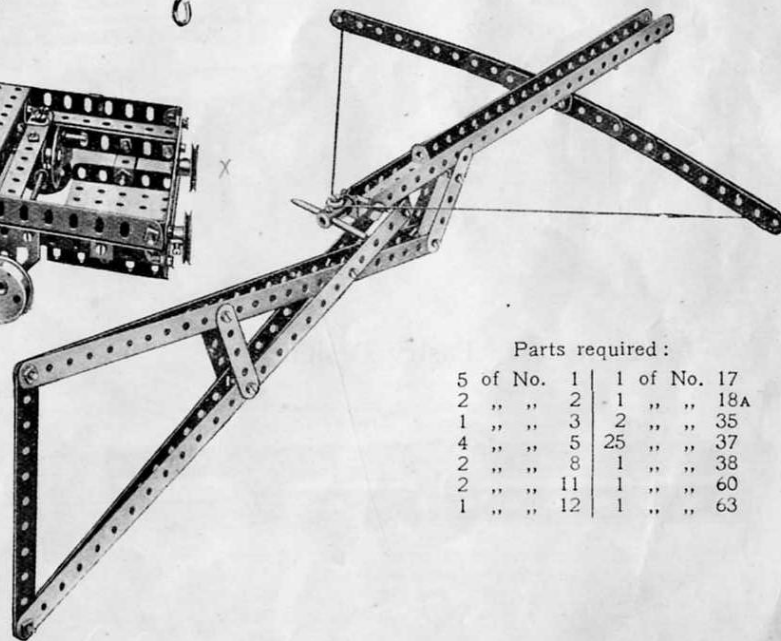 Parts required :
5 of No. 1 | 1 of No. 17
2 ,, ,, 2 | 1 ,, ,, 18A
1 ,, ,, 3 | 2 ,, ,, 35
4 ,, ,, 5 | 25 ,, ,, 37
2 ,, ,, 8 | 1 ,, ,, 38
2 ,, ,, 11 | 1 ,, ,, 60
1 ,, ,, 12 | 1 ,, ,, 63